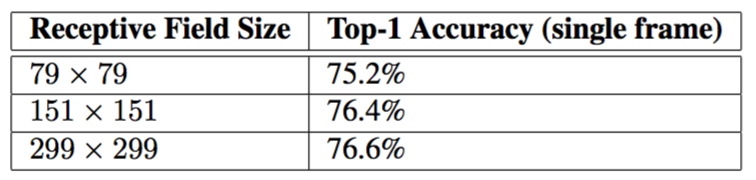 Receptive Field Size Top-1 Accuracy (single frame)
79 × 79 75.2%
151 × 151 76.4%
299 × 299 76.6%